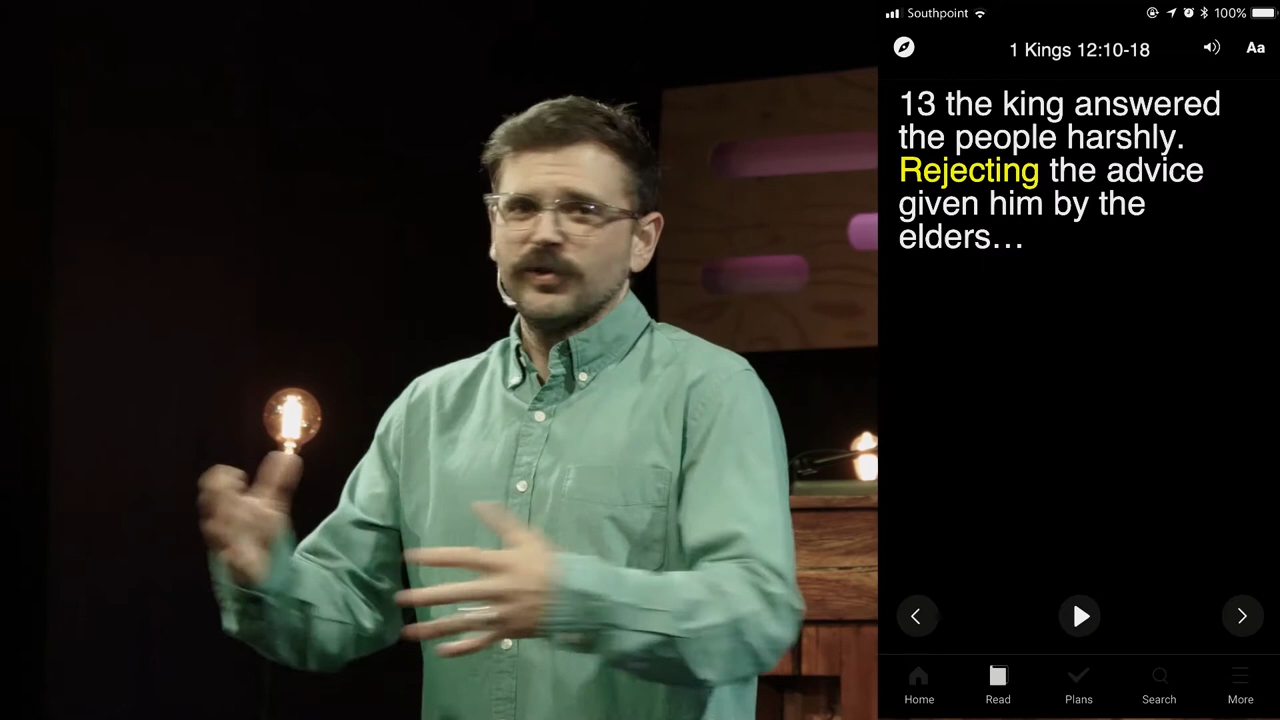 Southpoint
100%
1 Kings 12:10-18
Aa
13 the king answered
the people harshly.
Rejecting the advice
given him by the
elders…
Home
Read
Plans
Search
More